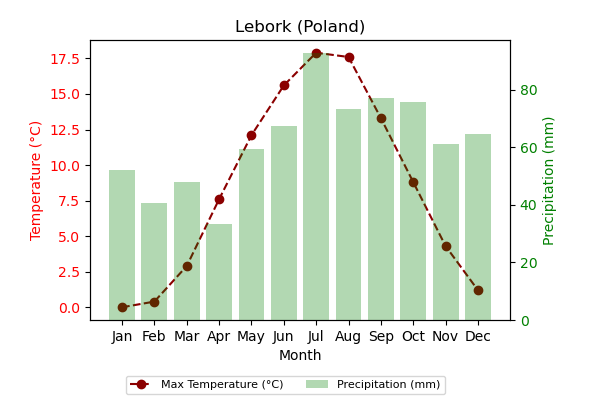 Lebork (Poland)
17.5
15.0
12.5
10.0
7.5
5.0
2.5
0.0
Temperature (°C)
80
60
40
20
0
Precipitation (mm)
Jan Feb Mar Apr May Jun Jul Aug Sep Oct Nov Dec
Month
Max Temperature (°C) Precipitation (mm)